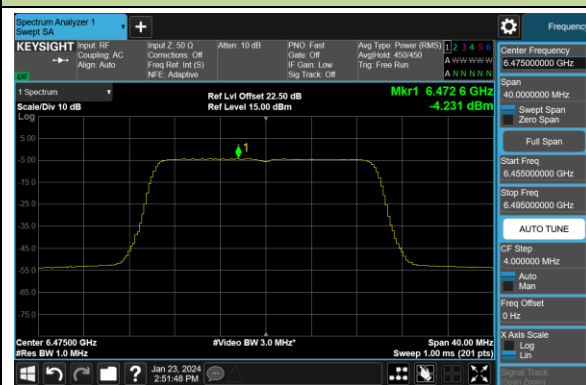 Spectrum Analyzer 1
Swept SA
Frequency
KEYSIGHT
Input: RF
Coupling: AC
Align: Auto
Input Z: 50 Ω
Corrections: Off
Freq Ref: Int (S)
NFE: Adaptive
Atten: 10 dB
PNO: Fast
Gate: Off
IF Gain: Low
Sig Track: Off
Avg Type: Power (RMS)
Avg|Hold: 450/450
Trig: Free Run
1 2 3 4 5 6
A W W W W W
A N N N N N
1 Spectrum
Scale/Div 10 dB
Log
Ref Lvl Offset 22.50 dB
Ref Level 15.00 dBm
Mkr1 6.472 6 GHz
-4.231 dBm
5.00
-5.00
-15.0
-25.0
-35.0
-45.0
-55.0
-65.0
-75.0
1
Center 6.47500 GHz
#Res BW 1.0 MHz
#Video BW 3.0 MHz*
Span 40.00 MHz
Sweep 1.00 ms (201 pts)
Center Frequency
6.475000000 GHz
Span
40.0000000 MHz
Swept Span
Zero Span
Full Span
Start Freq
6.455000000 GHz
Stop Freq
6.495000000 GHz
AUTO TUNE
CF Step
4.000000 MHz
Auto
Man
Freq Offset
0 Hz
X Axis Scale
Log
Lin
Signal Track
(Span Zoom)
Jan 23, 2024
2:51:48 PM